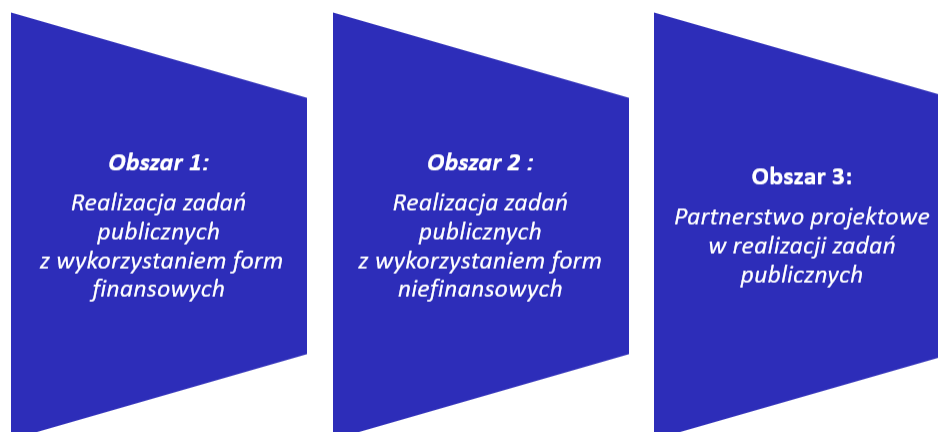 Obszar 1:
Realizacja zadań
publicznych
z wykorzystaniem form
finansowych
Obszar 2 :
Realizacja zadań
publicznych
z wykorzystaniem form
niefinansowych
Obszar 3:
Partnerstwo projektowe
w realizacji zadań
publicznych